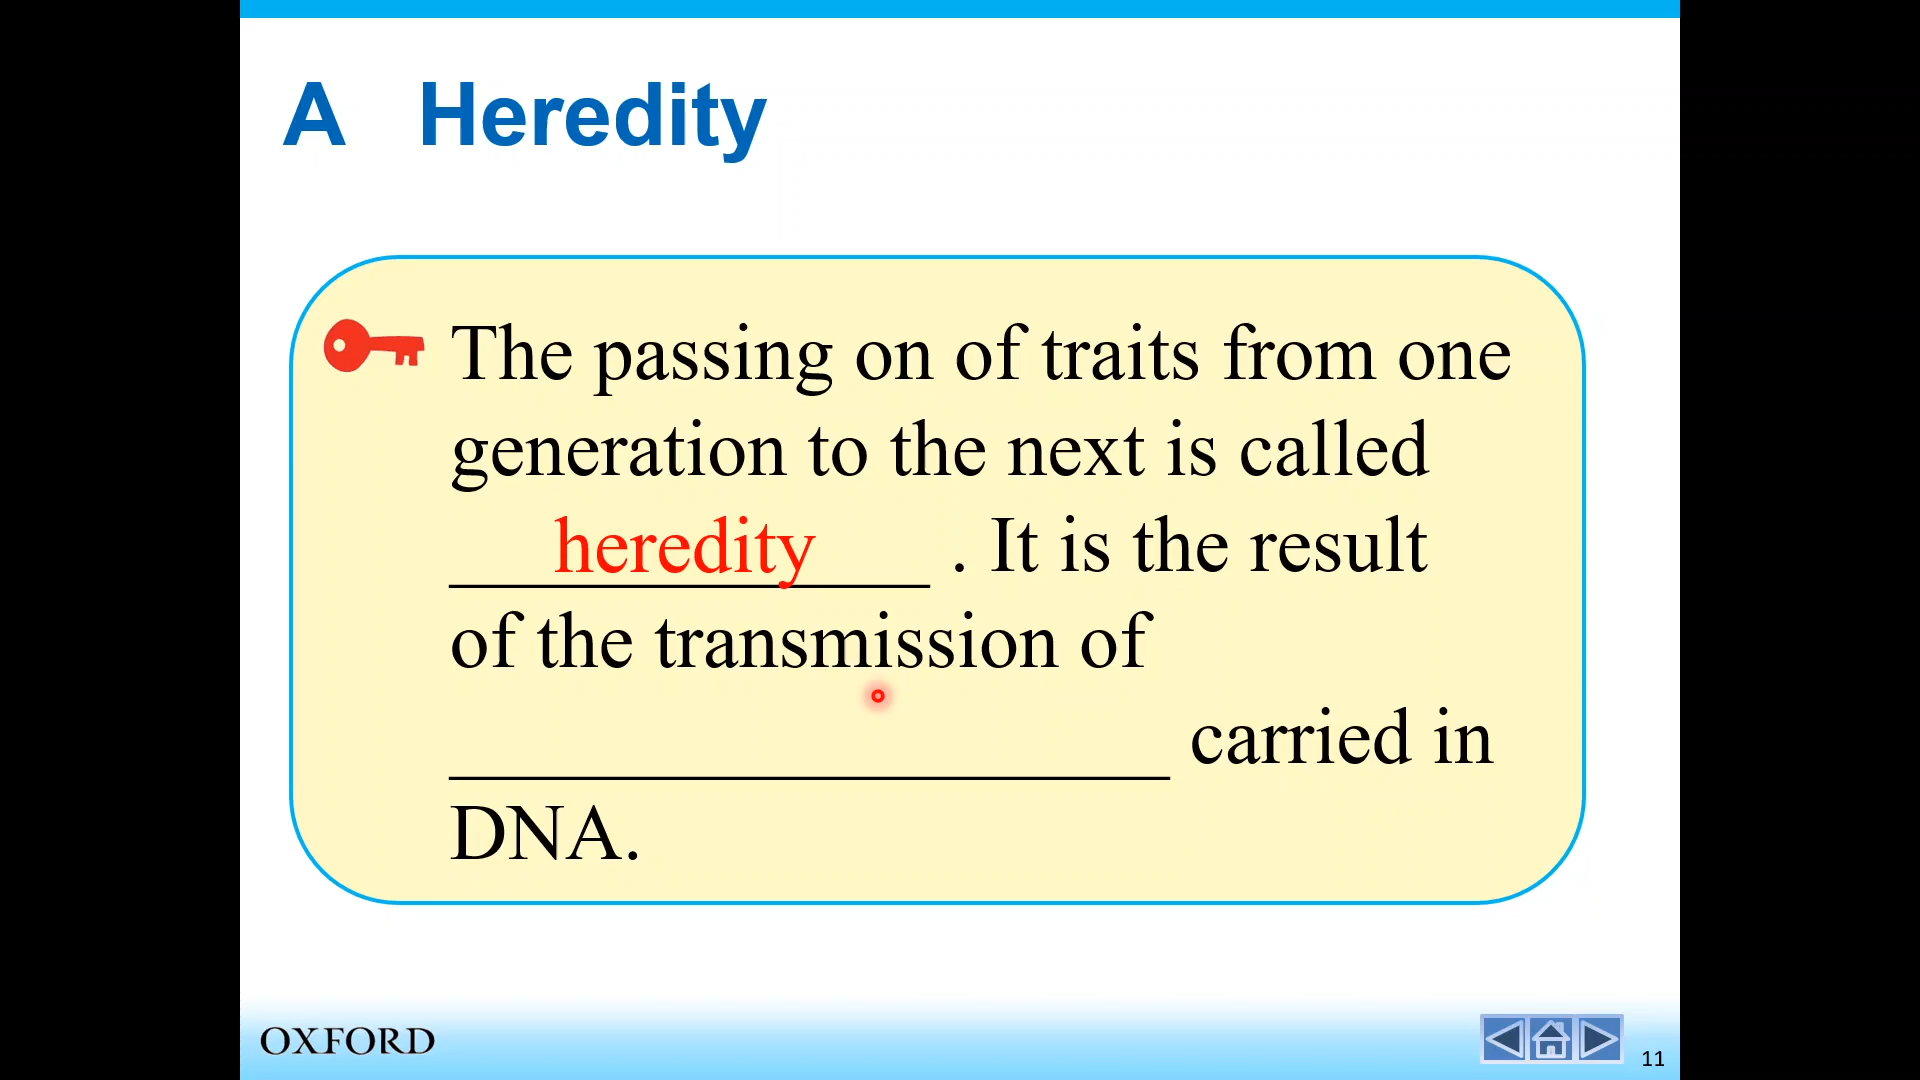 A Heredity
The passing on of traits from one
generation to the next is called
heredity . It is the result
of the transmission of
carried in
DNA.
OXFORD
11